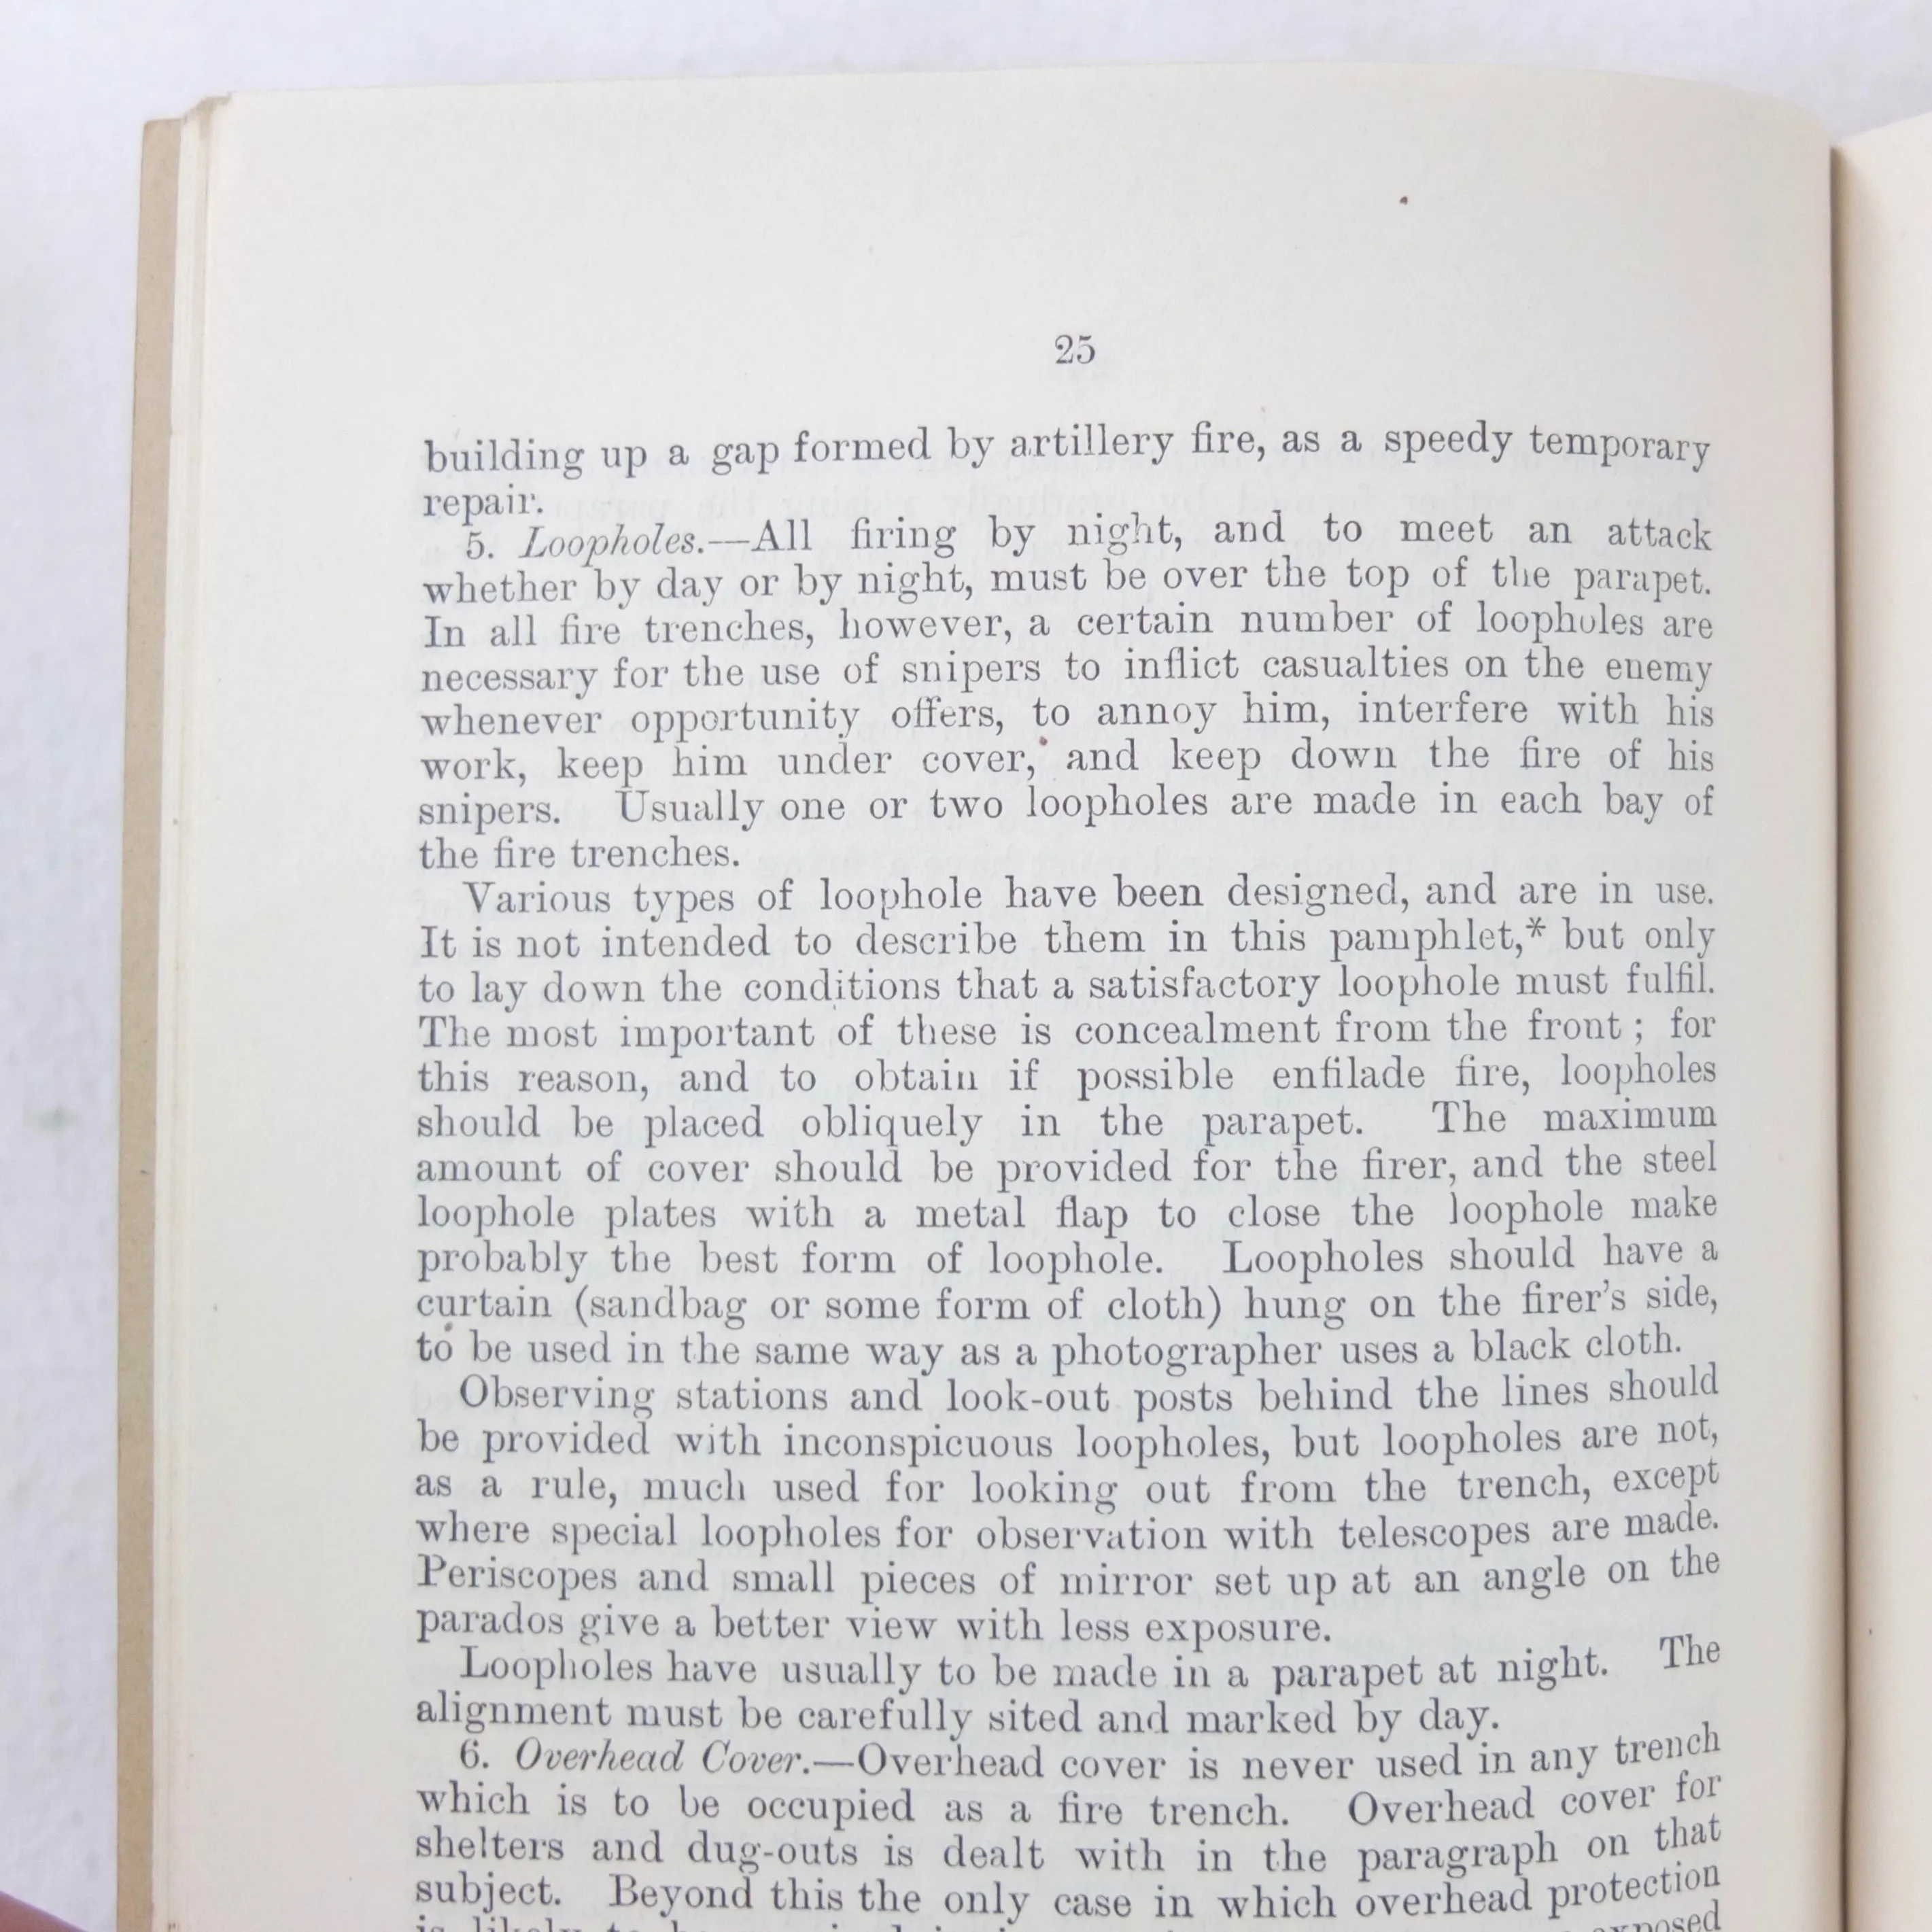 25
building up a gap formed by artillery fire, as a speedy temporary
repair.
5. Loopholes.—All firing by night, and to meet an attack
whether by day or by night, must be over the top of the parapet.
In all fire trenches, however, a certain number of loopholes are
necessary for the use of snipers to inflict casualties on the enemy
whenever opportunity offers, to annoy him, interfere with his
work, keep him under cover, and keep down the fire of his
snipers. Usually one or two loopholes are made in each bay of
the fire trenches.
Various types of loophole have been designed, and are in use.
It is not intended to describe them in this pamphlet,* but only
to lay down the conditions that a satisfactory loophole must fulfil.
The most important of these is concealment from the front ; for
this reason, and to obtain if possible enfilade fire, loopholes
should be placed obliquely in the parapet. The maximum
amount of cover should be provided for the firer, and the steel
loophole plates with a metal flap to close the loophole make
probably the best form of loophole. Loopholes should have a
curtain (sandbag or some form of cloth) hung on the firer's side,
to be used in the same way as a photographer uses a black cloth.
Observing stations and look-out posts behind the lines should
be provided with inconspicuous loopholes, but loopholes are not,
as a rule, much used for looking out from the trench, except
where special loopholes for observation with telescopes are made.
Periscopes and small pieces of mirror set up at an angle on the
parados give a better view with less exposure.
Loopholes have usually to be made in a parapet at night. The
alignment must be carefully sited and marked by day.
6. Overhead Cover.—Overhead cover is never used in any trench
which is to be occupied as a fire trench. Overhead cover for
shelters and dug-outs is dealt with in the paragraph on that
subject. Beyond this the only case in which overhead protection
is likely to be exposed